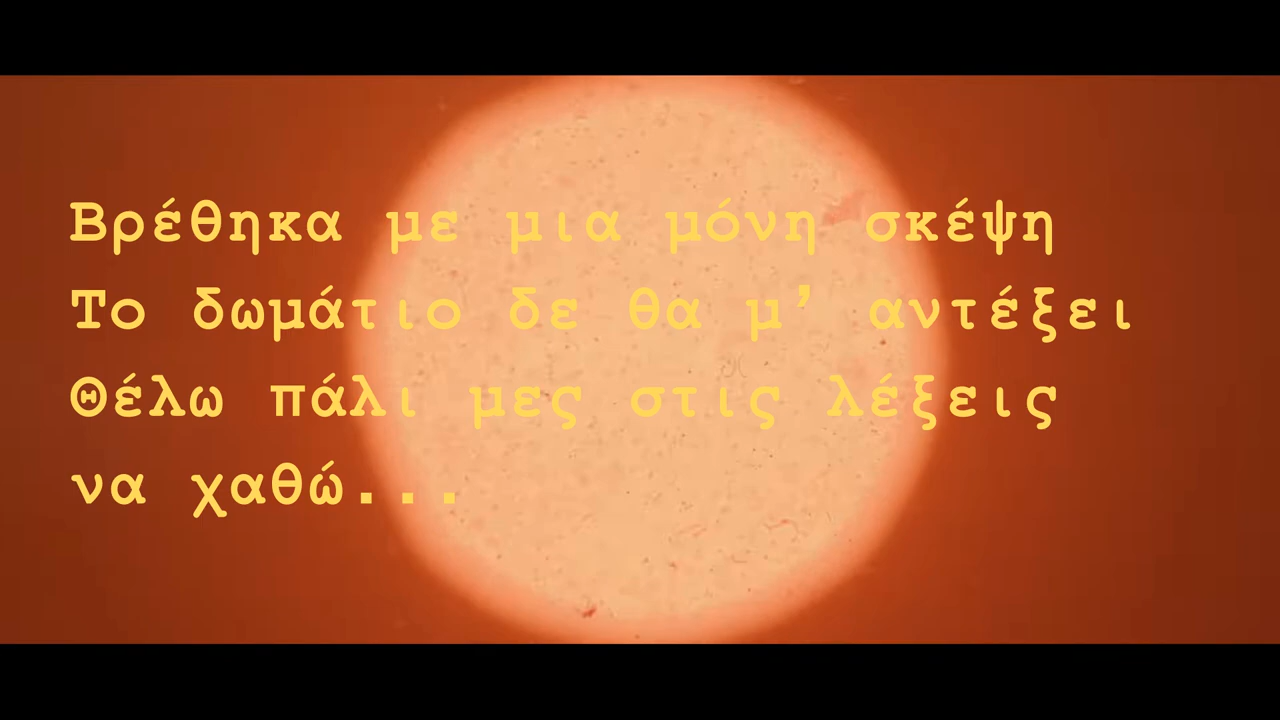 Βρέθηκα με μια μόνη σκέψη
Το δωμάτιο δε θα μ’ αντέξει
Θέλω πάλι μες στις λέξεις
να χαθώ...